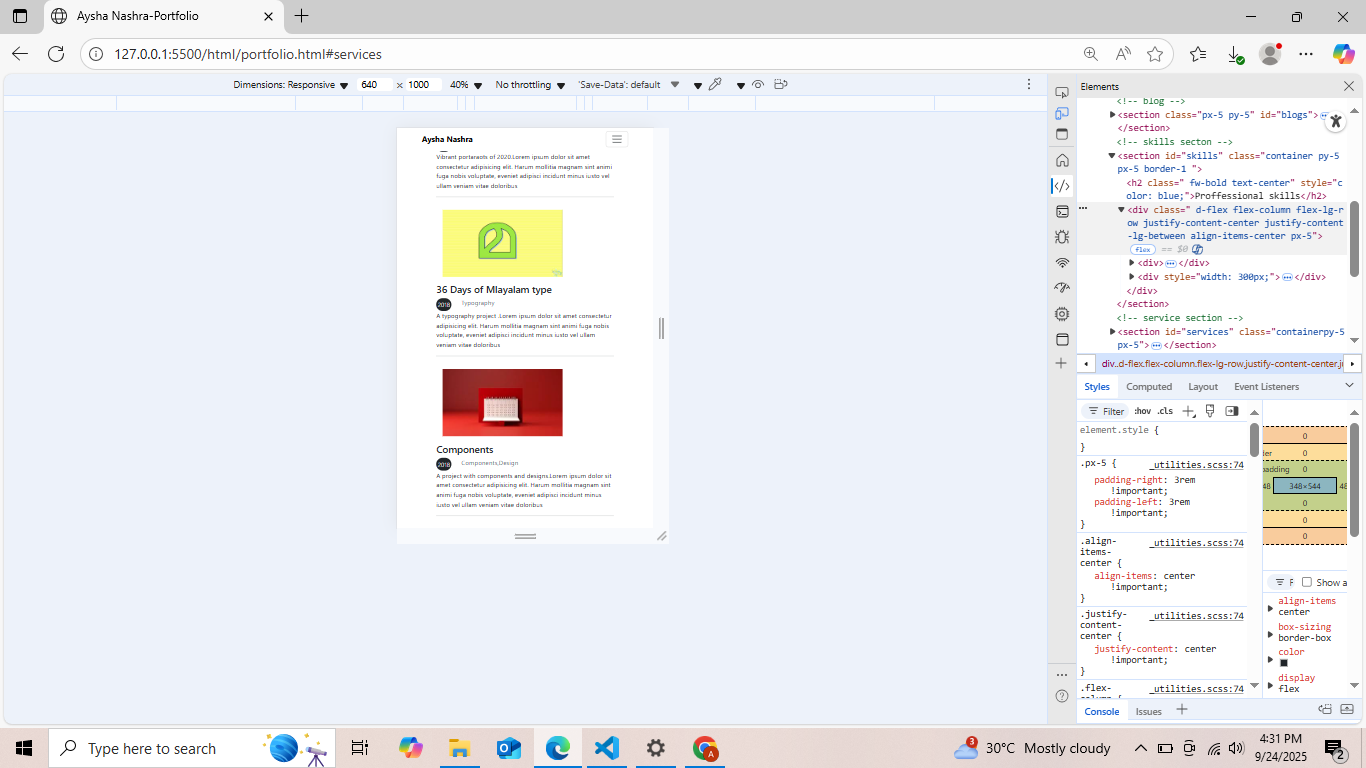 Aysha Nashra-Portfolio
127.0.0.1:5500/html/portfolio.html#services
Dimensions: Responsive
640
x
1000
40%
No throttling
'Save-Data': default
Aysha Nashra
Vibrant portaraots of 2020.Lorem ipsum dolor sit amet
consectetur adipisicing elit. Harum mollitia magnam sint animi
fuga nobis voluptate, eveniet adipisci incidunt minus iusto vel
ullam veniam vitae doloribus
36 Days of Mlayalam type
2018
Typography
A typography project .Lorem ipsum dolor sit amet consectetur
adipisicing elit. Harum mollitia magnam sint animi fuga nobis
voluptate, eveniet adipisci incidunt minus iusto vel ullam
veniam vitae doloribus
Components
2018
Components,Design
A project with components and designs.Lorem ipsum dolor sit
amet consectetur adipisicing elit. Harum mollitia magnam sint
animi fuga nobis voluptate, eveniet adipisci incidunt minus
iusto vel ullam veniam vitae doloribus
Elements
<!-- blog -->
<section class="px-5 py-5" id="blogs">
</section>
<!-- skills secton -->
<section id="skills" class="container py-5
px-5 border-1 ">
<h2 class=" fw-bold text-center" style="c
olor: blue;">Proffessional skills</h2>
<div class=" d-flex flex-column flex-lg-r
ow justify-content-center justify-content
-lg-between align-items-center px-5">
flex == $0
<div></div>
<div style="width: 300px;"></div>
</div>
</section>
<!-- service section -->
<section id="services" class="containerpy-5
px-5"></section>
div..d-flex.flex-column.flex-lg-row.justify-content-center.ju
Styles
Computed
Layout
Event Listeners
Filter
:hov
.cls
element.style {
}
.px-5 {
_utilities.scss:74
padding-right: 3rem
!important;
padding-left: 3rem
!important;
}
.align-
items-
center {
_utilities.scss:74
align-items: center
!important;
}
.justify-
content-
center {
_utilities.scss:74
justify-content: center
!important;
}
.flex-
_utilities.scss:74
0
0
padding 0
48
348×544
48
0
0
0
Show a
align-items
center
box-sizing
border-box
color
display
flex
Console
Issues
Type here to search
3
30°C Mostly cloudy
4:31 PM
9/24/2025
2